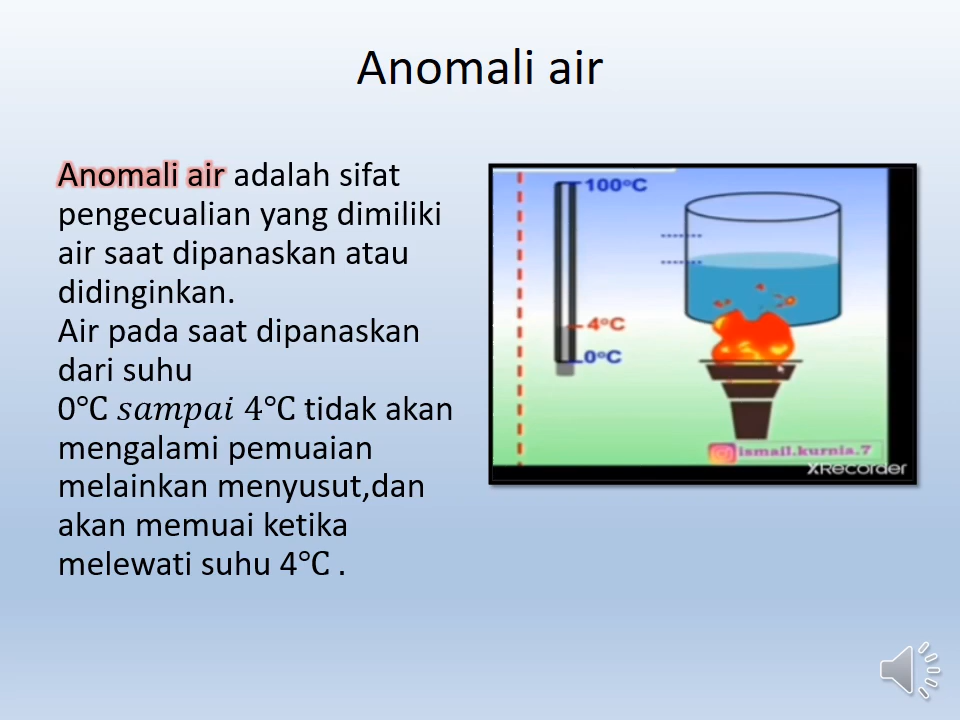 Anomali air
Anomali air adalah sifat
pengecualian yang dimiliki
air saat dipanaskan atau
didinginkan.
Air pada saat dipanaskan
dari suhu
0℃ 𝑠𝑎𝑚𝑝𝑎𝑖 4℃ tidak akan
mengalami pemuaian
melainkan menyusut,dan
akan memuai ketika
melewati suhu 4℃ .
100°C
4°C
0°C
ismail.kurnia.7
XRecorder